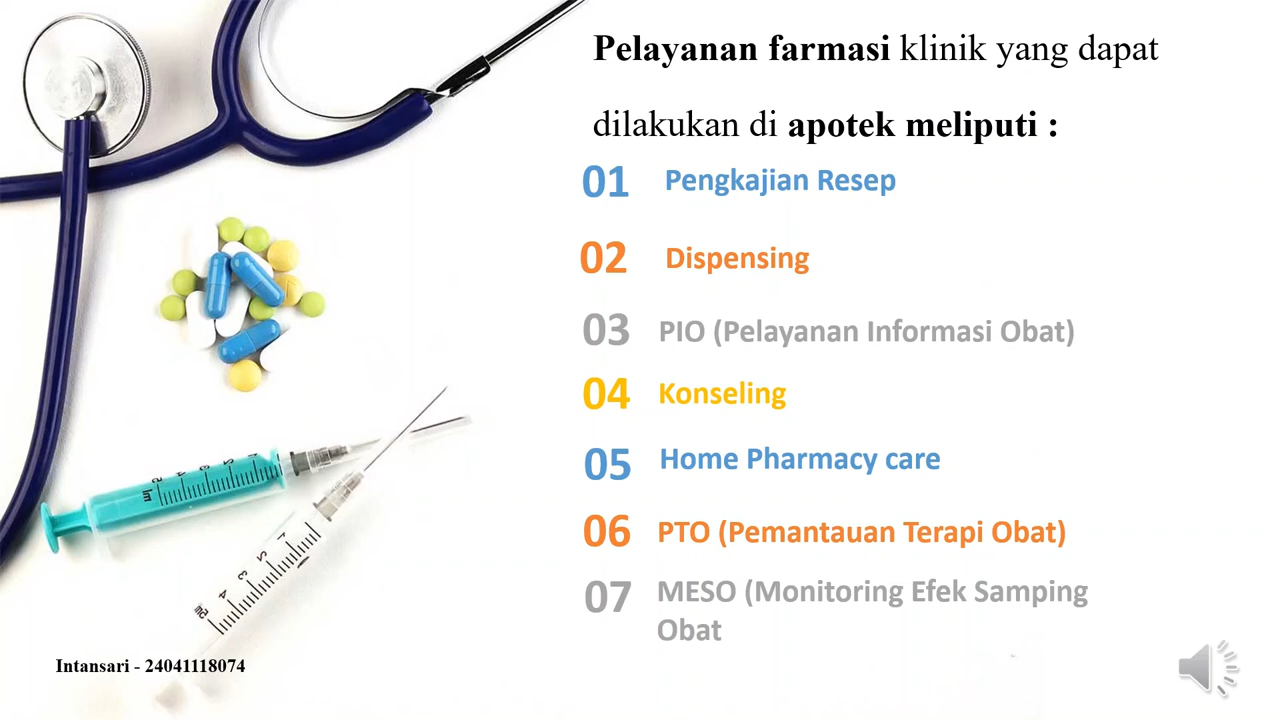 Pelayanan farmasi klinik yang dapat
dilakukan di apotek meliputi :
01 Pengkajian Resep
02 Dispensing
03 PIO (Pelayanan Informasi Obat)
04 Konseling
05 Home Pharmacy care
06 PTO (Pemantauan Terapi Obat)
07 MESO (Monitoring Efek Samping
Obat
Intansari - 24041118074